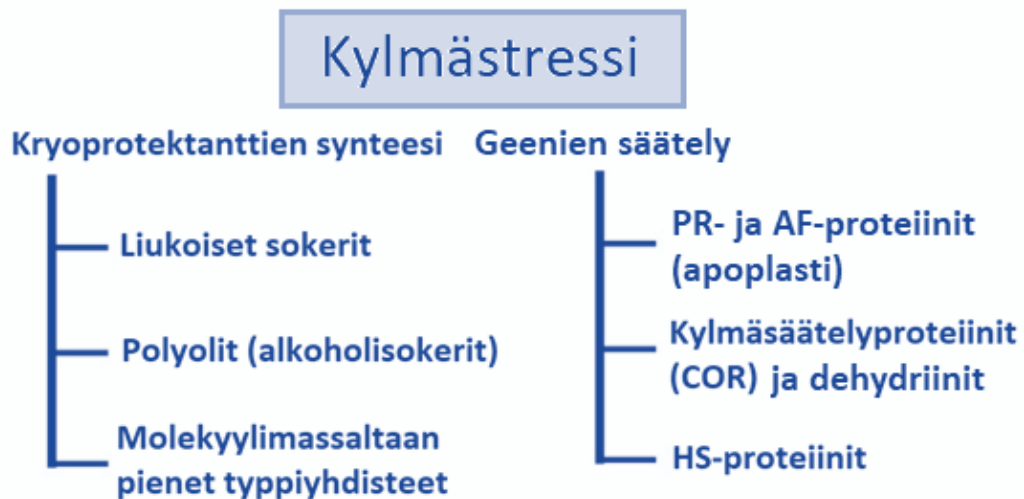 Kylmästressi
Kryoprotektanttien synteesi
Liukoiset sokerit
Polyolit (alkoholisokerit)
Molekyylimassaltaan
pienet typpiyhdisteet
Geenien säätely
PR- ja AF-proteiinit
(apoplasti)
Kylmäsäätelyproteiinit
(COR) ja dehydriinit
HS-proteiinit